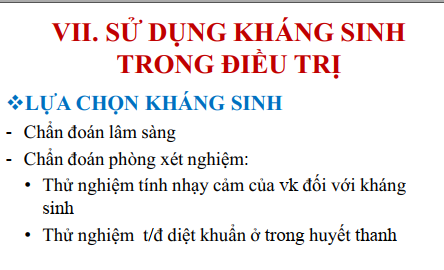 VII. SỬ DỤNG KHÁNG SINH
TRONG ĐIỀU TRỊ
❖LỰA CHỌN KHÁNG SINH
- Chẩn đoán lâm sàng
- Chẩn đoán phòng xét nghiệm:
• Thử nghiệm tính nhạy cảm của vk đối với kháng
sinh
• Thử nghiệm t/đ diệt khuẩn ở trong huyết thanh